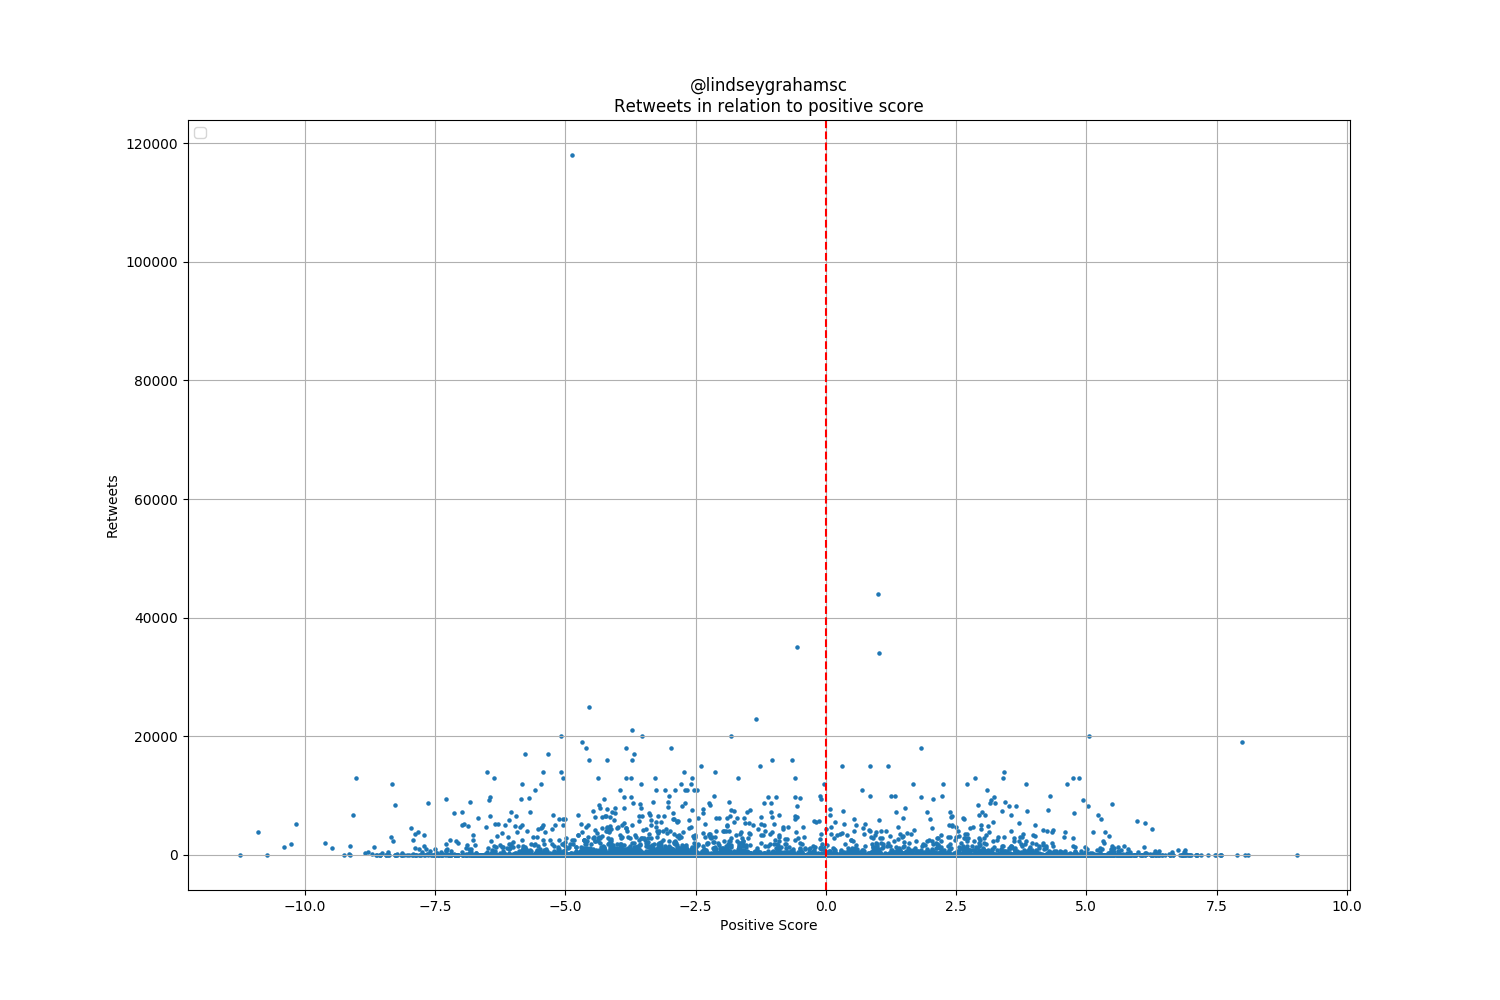 @lindseygrahamsc
Retweets in relation to positive score
120000
100000
80000
60000
40000
20000
0
Retweets
−10.0 −7.5 −5.0 −2.5 0.0 2.5 5.0 7.5 10.0
Positive Score